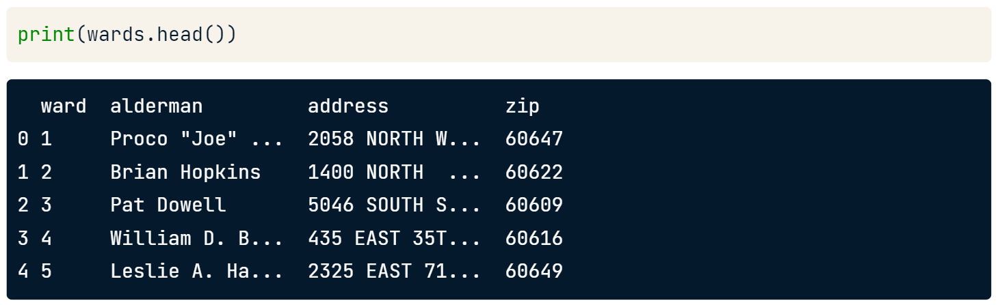 print(wards.head())
  ward  alderman         address          zip
0 1     Proco "Joe" ...  2058 NORTH W...  60647
1 2     Brian Hopkins    1400 NORTH  ...  60622
2 3     Pat Dowell       5046 SOUTH S...  60609
3 4     William D. B...  435 EAST 35T...  60616
4 5     Leslie A. Ha...  2325 EAST 71...  60649